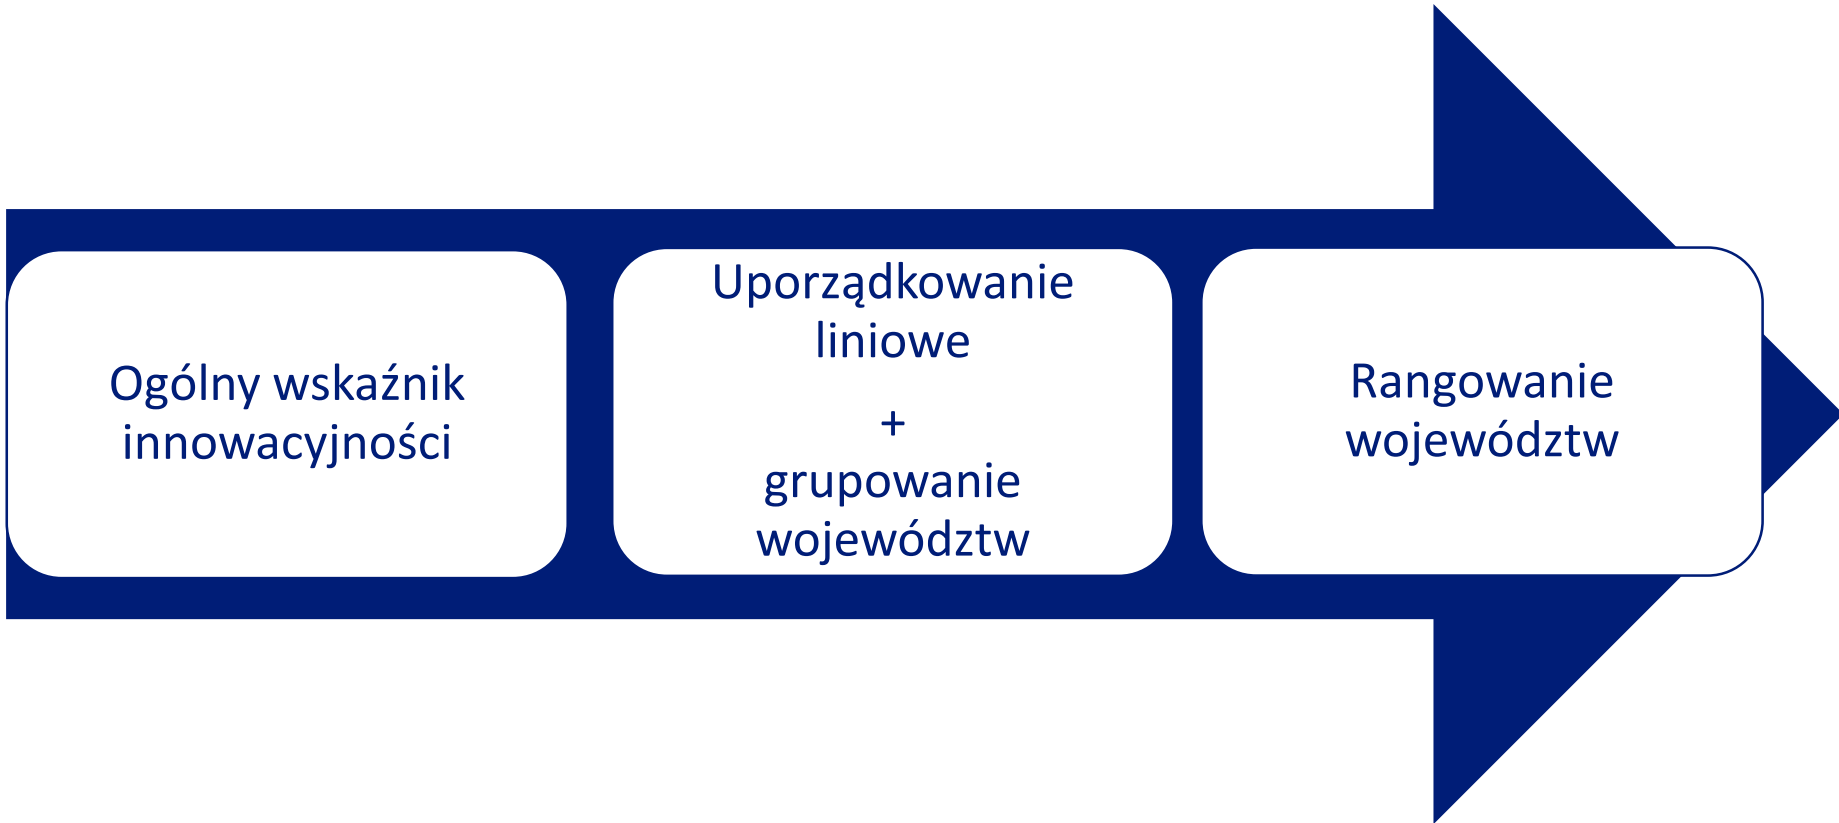 Ogólny wskaźnik
innowacyjności
Uporządkowanie
liniowe
+
grupowanie
województw
Rangowanie
województw